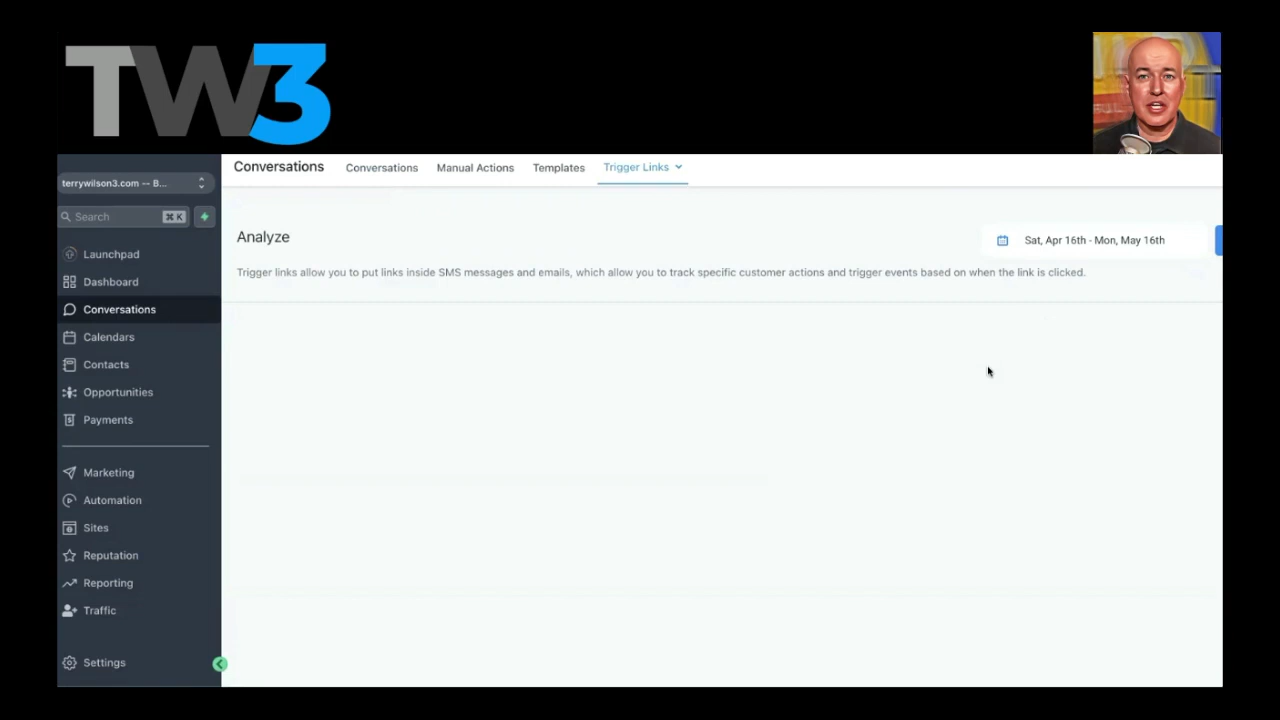 TW3
terrywilson3.com -- B...
Search ⌘ K
Launchpad
Dashboard
Conversations
Calendars
Contacts
Opportunities
Payments
Marketing
Automation
Sites
Reputation
Reporting
Traffic
Settings
Conversations Conversations Manual Actions Templates Trigger Links
Analyze
Sat, Apr 16th - Mon, May 16th
Trigger links allow you to put links inside SMS messages and emails, which allow you to track specific customer actions and trigger events based on when the link is clicked.